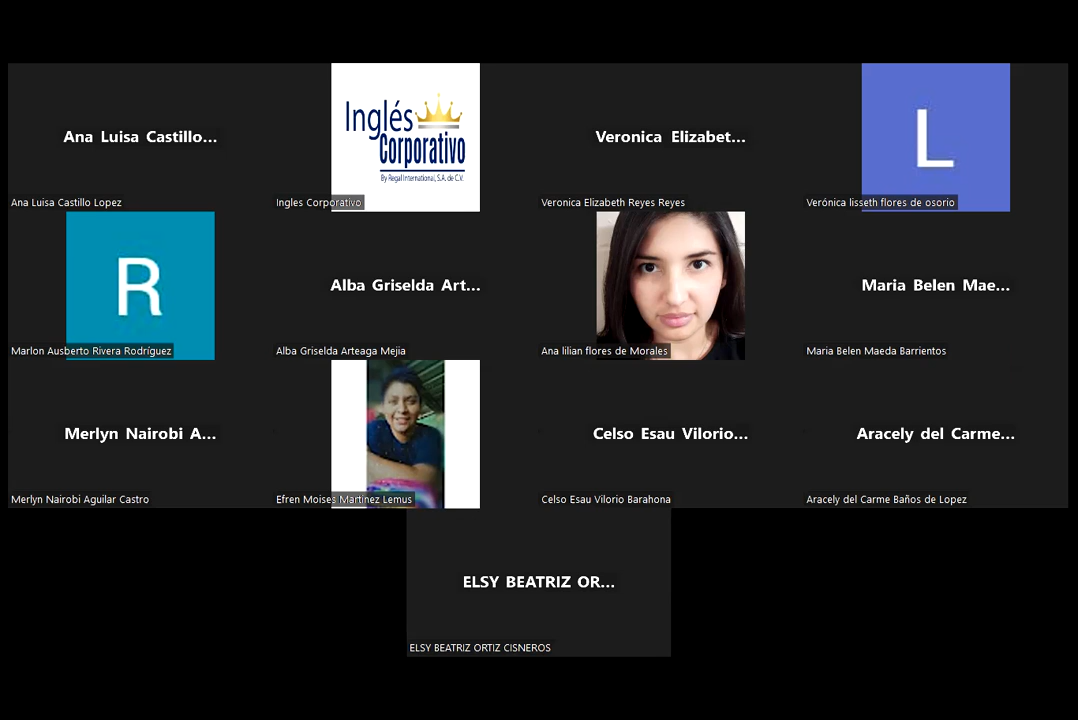 Ana Luisa Castillo...
Ana Luisa Castillo Lopez
Inglés
Corporativo
By Regal International, S.A. de C.V.
Ingles Corporativo
Veronica Elizabet...
Veronica Elizabeth Reyes Reyes
L
Verónica lisseth flores de osorio
R
Marlon Ausberto Rivera Rodríguez
Alba Griselda Art...
Alba Griselda Arteaga Mejia
Ana lilian flores de Morales
Maria Belen Mae...
Maria Belen Maeda Barrientos
Merlyn Nairobi A...
Merlyn Nairobi Aguilar Castro
Efren Moises Martinez Lemus
Celso Esau Vilorio...
Celso Esau Vilorio Barahona
Aracely del Carme...
Aracely del Carme Baños de Lopez
ELSY BEATRIZ OR...
ELSY BEATRIZ ORTIZ CISNEROS